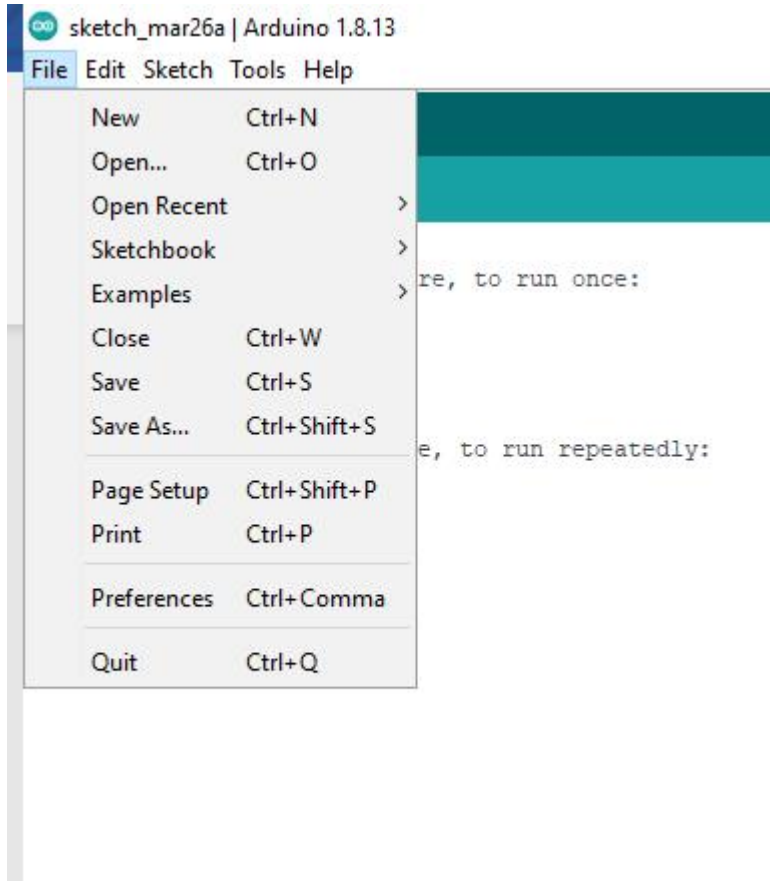 sketch_mar26a | Arduino 1.8.13
File Edit Sketch Tools Help
New Ctrl+N
Open... Ctrl+O
Open Recent
Sketchbook
Examples
re, to run once:
Close Ctrl+W
Save Ctrl+S
Save As... Ctrl+Shift+S
e, to run repeatedly:
Page Setup Ctrl+Shift+P
Print Ctrl+P
Preferences Ctrl+Comma
Quit Ctrl+Q